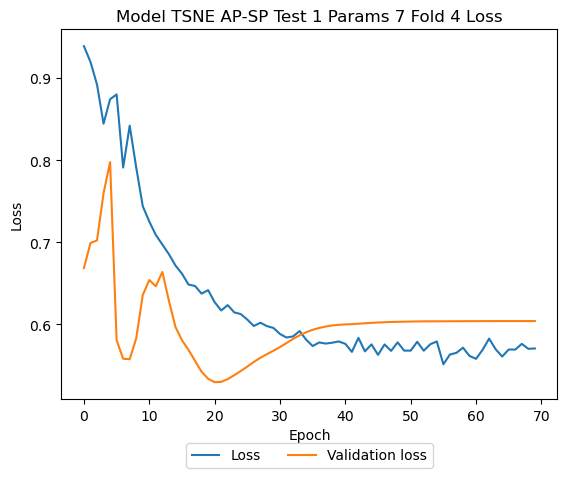 Model TSNE AP-SP Test 1 Params 7 Fold 4 Loss
0.9
0.8
0.7
0.6
Loss
0 10 20 30 40 50 60 70
Epoch
Loss Validation loss